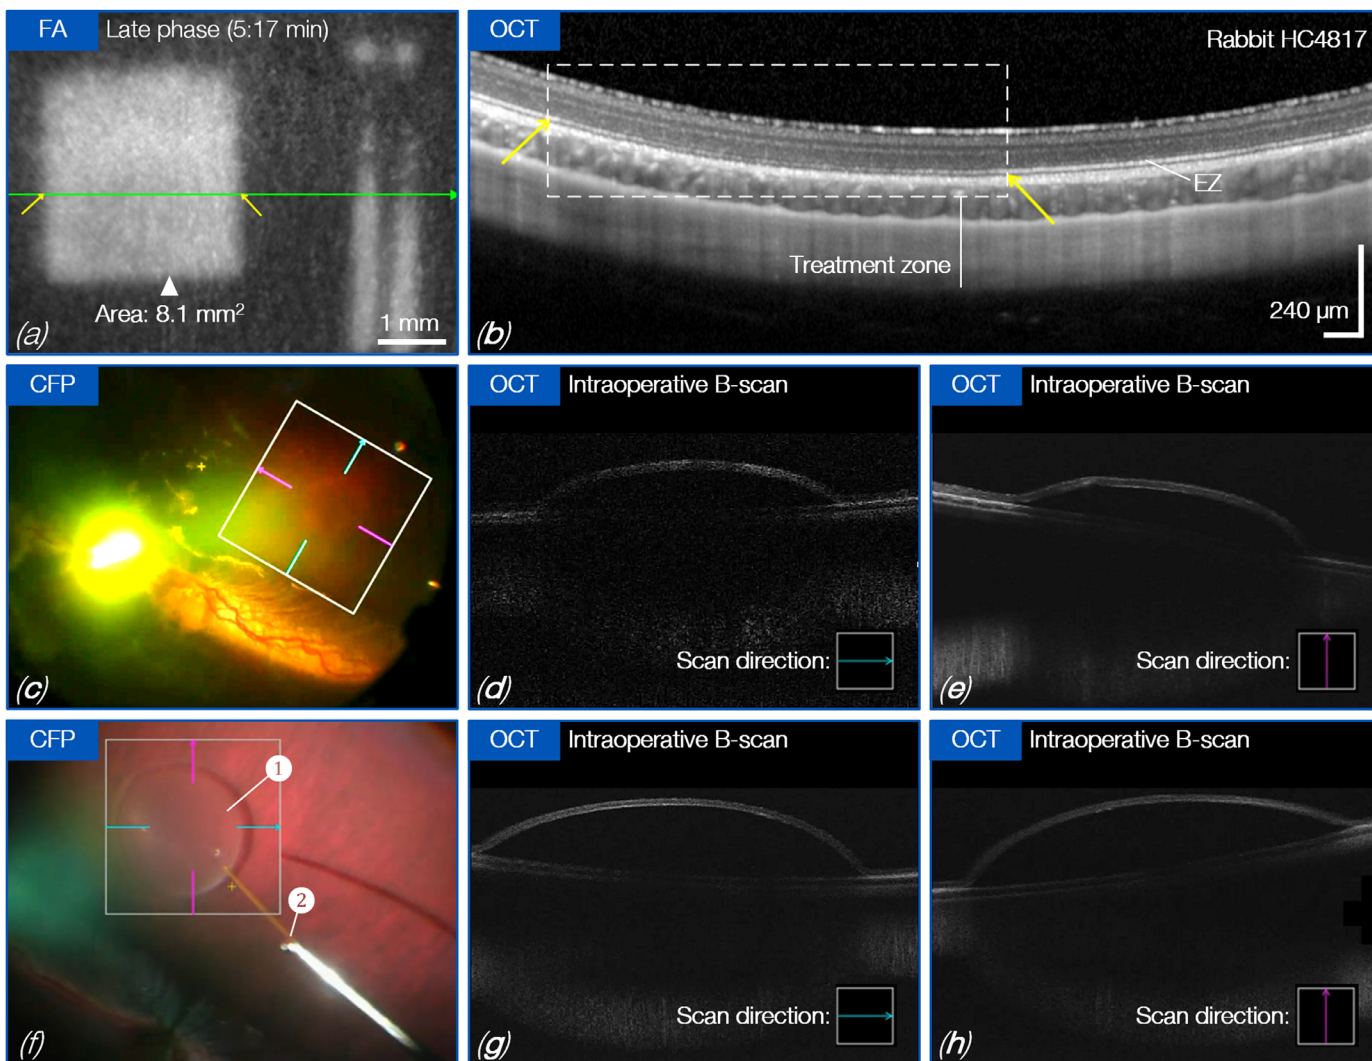 FA Late phase (5:17 min)
Area: 8.1 mm²
1 mm
(a)
OCT Rabbit HC4817
EZ
Treatment zone
240 µm
(b)
CFP
(c)
OCT Intraoperative B-scan
Scan direction:
(d)
OCT Intraoperative B-scan
Scan direction:
(e)
CFP
1
2
(f)
OCT Intraoperative B-scan
Scan direction:
(g)
OCT Intraoperative B-scan
Scan direction:
(h)